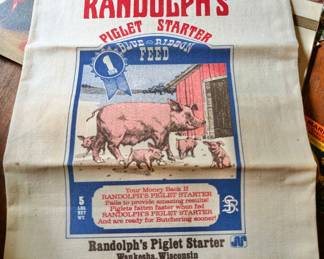 RANDOLPH'S
PIGLET STARTER
BLUE RIBBON
FEED
1
Your Money Back If
RANDOLPH'S PIGLET STARTER
Fails to provide amazing results!
Piglets fatten faster when fed
RANDOLPH'S PIGLET STARTER
And are ready for Butchering sooner!
5
LBS
NET
WT.
Randolph's Piglet Starter
Waukesha, Wisconsin